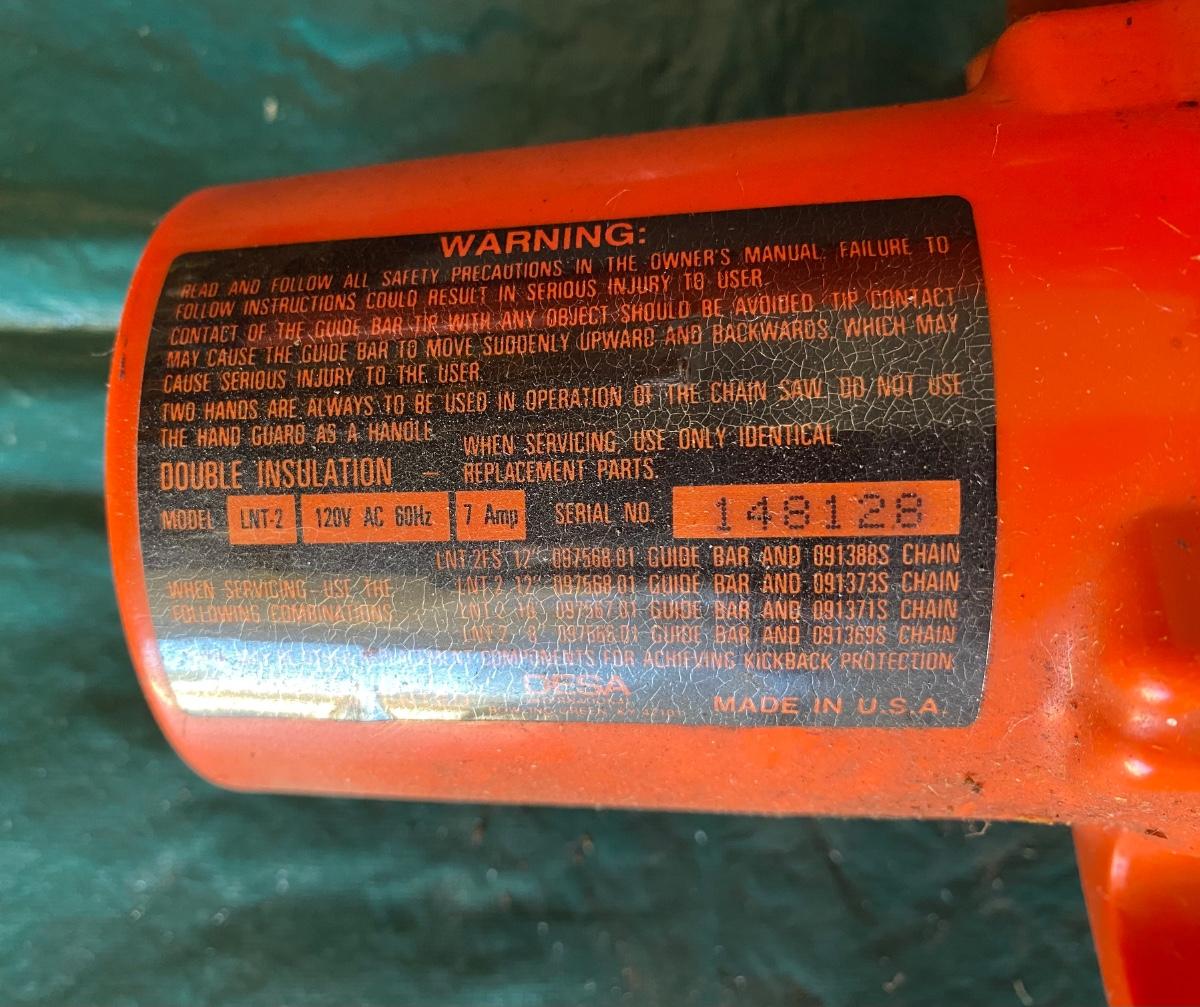 WARNING:
READ AND FOLLOW ALL SAFETY PRECAUTIONS IN THE OWNER'S MANUAL. FAILURE TO
FOLLOW INSTRUCTIONS COULD RESULT IN SERIOUS INJURY TO USER.
CONTACT OF THE GUIDE BAR TIP WITH ANY OBJECT SHOULD BE AVOIDED. TIP CONTACT
MAY CAUSE THE GUIDE BAR TO MOVE SUDDENLY UPWARD AND BACKWARDS, WHICH MAY
CAUSE SERIOUS INJURY TO THE USER.
TWO HANDS ARE ALWAYS TO BE USED IN OPERATION OF THE CHAIN SAW. DO NOT USE
THE HAND GUARD AS A HANDLE.
DOUBLE INSULATION – WHEN SERVICING, USE ONLY IDENTICAL
REPLACEMENT PARTS.
MODEL LNT-2 120V AC 60Hz 7 Amp SERIAL NO. 148128
WHEN SERVICING USE THE
FOLLOWING COMBINATIONS
LNT-2FS 12" 097568-01 GUIDE BAR AND 091388S CHAIN
LNT-2 12" 097568-01 GUIDE BAR AND 091373S CHAIN
LNT-2 097567-01 GUIDE BAR AND 091371S CHAIN
LNT-2 GUIDE BAR AND 091369S CHAIN
COMPONENTS FOR ACHIEVING KICKBACK PROTECTION.
DESA
MADE IN U.S.A.